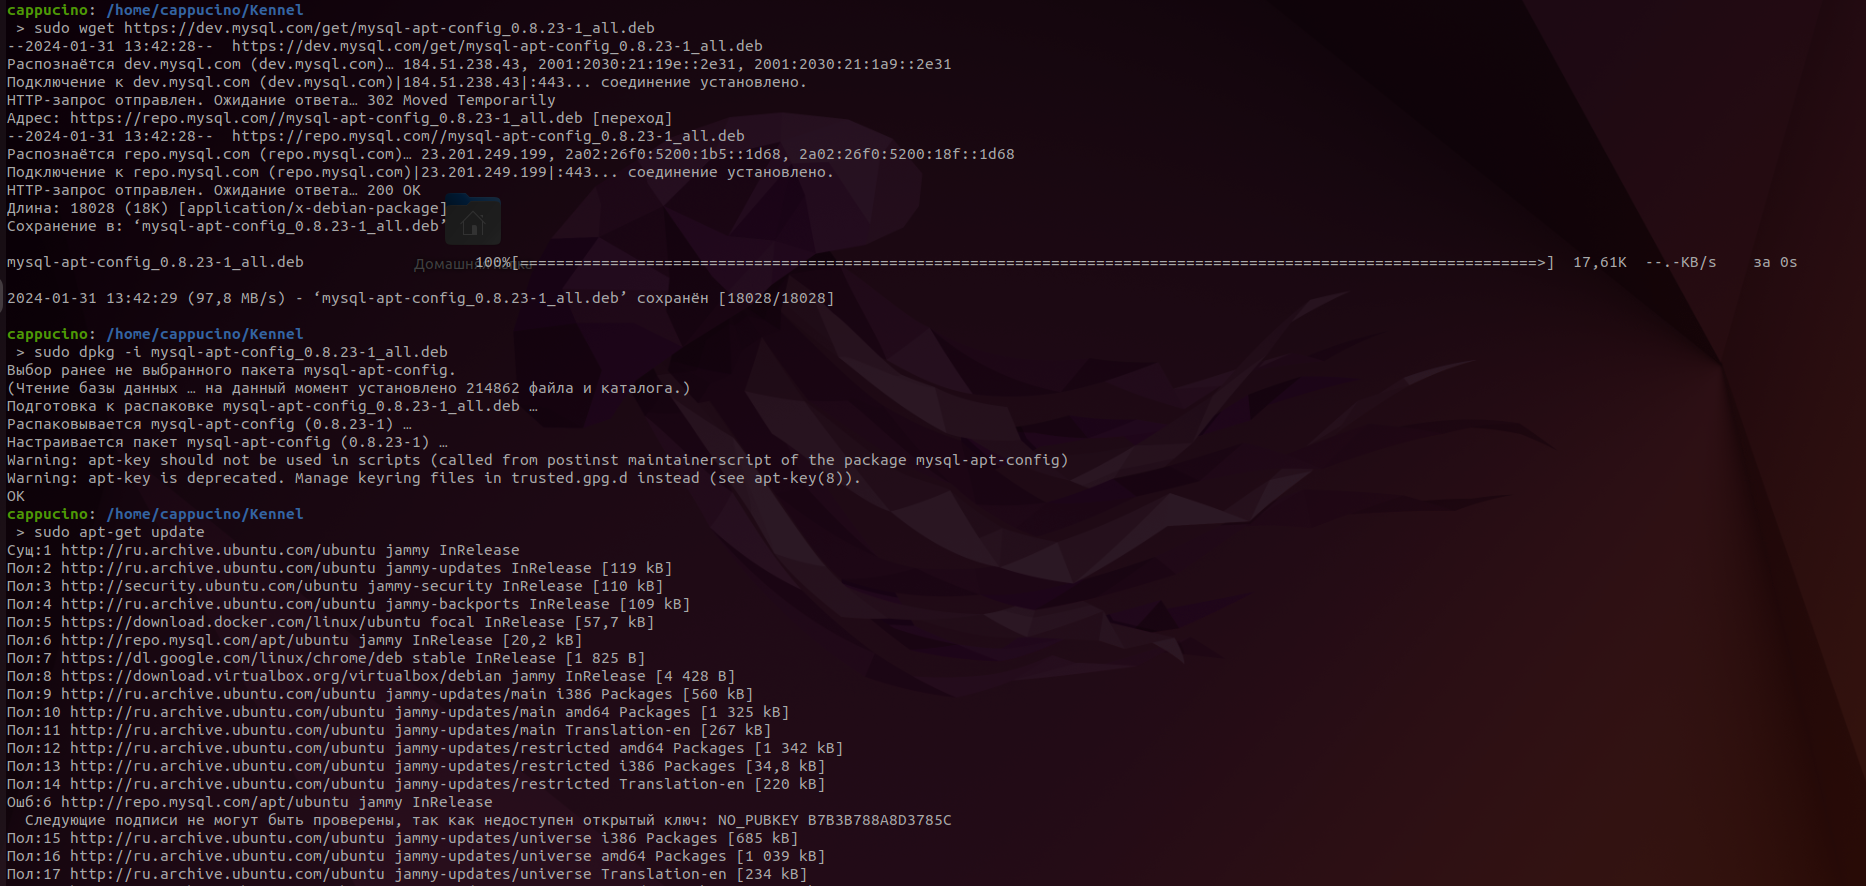 cappucino: /home/cappucino/Kennel
> sudo wget https://dev.mysql.com/get/mysql-apt-config_0.8.23-1_all.deb
--2024-01-31 13:42:28--  https://dev.mysql.com/get/mysql-apt-config_0.8.23-1_all.deb
Распознаётся dev.mysql.com (dev.mysql.com)… 184.51.238.43, 2001:2030:21:19e::2e31, 2001:2030:21:1a9::2e31
Подключение к dev.mysql.com (dev.mysql.com)|184.51.238.43|:443... соединение установлено.
HTTP-запрос отправлен. Ожидание ответа… 302 Moved Temporarily
Адрес: https://repo.mysql.com//mysql-apt-config_0.8.23-1_all.deb [переход]
--2024-01-31 13:42:28--  https://repo.mysql.com//mysql-apt-config_0.8.23-1_all.deb
Распознаётся repo.mysql.com (repo.mysql.com)… 23.201.249.199, 2a02:26f0:5200:1b5::1d68, 2a02:26f0:5200:18f::1d68
Подключение к repo.mysql.com (repo.mysql.com)|23.201.249.199|:443... соединение установлено.
HTTP-запрос отправлен. Ожидание ответа… 200 OK
Длина: 18028 (18K) [application/x-debian-package]
Сохранение в: ‘mysql-apt-config_0.8.23-1_all.deb’
mysql-apt-config_0.8.23-1_all.deb 100%[=================================================================================================================>] 17,61K --.-KB/s за 0s
2024-01-31 13:42:29 (97,8 MB/s) - ‘mysql-apt-config_0.8.23-1_all.deb’ сохранён [18028/18028]
cappucino: /home/cappucino/Kennel
> sudo dpkg -i mysql-apt-config_0.8.23-1_all.deb
Выбор ранее не выбранного пакета mysql-apt-config.
(Чтение базы данных … на данный момент установлено 214862 файла и каталога.)
Подготовка к распаковке mysql-apt-config_0.8.23-1_all.deb …
Распаковывается mysql-apt-config (0.8.23-1) …
Настраивается пакет mysql-apt-config (0.8.23-1) …
Warning: apt-key should not be used in scripts (called from postinst maintainerscript of the package mysql-apt-config)
Warning: apt-key is deprecated. Manage keyring files in trusted.gpg.d instead (see apt-key(8)).
OK
cappucino: /home/cappucino/Kennel
> sudo apt-get update
Сущ:1 http://ru.archive.ubuntu.com/ubuntu jammy InRelease
Пол:2 http://ru.archive.ubuntu.com/ubuntu jammy-updates InRelease [119 kB]
Пол:3 http://security.ubuntu.com/ubuntu jammy-security InRelease [110 kB]
Пол:4 http://ru.archive.ubuntu.com/ubuntu jammy-backports InRelease [109 kB]
Пол:5 https://download.docker.com/linux/ubuntu focal InRelease [57,7 kB]
Пол:6 http://repo.mysql.com/apt/ubuntu jammy InRelease [20,2 kB]
Пол:7 https://dl.google.com/linux/chrome/deb stable InRelease [1 825 B]
Пол:8 https://download.virtualbox.org/virtualbox/debian jammy InRelease [4 428 B]
Пол:9 http://ru.archive.ubuntu.com/ubuntu jammy-updates/main i386 Packages [560 kB]
Пол:10 http://ru.archive.ubuntu.com/ubuntu jammy-updates/main amd64 Packages [1 325 kB]
Пол:11 http://ru.archive.ubuntu.com/ubuntu jammy-updates/main Translation-en [267 kB]
Пол:12 http://ru.archive.ubuntu.com/ubuntu jammy-updates/restricted amd64 Packages [1 342 kB]
Пол:13 http://ru.archive.ubuntu.com/ubuntu jammy-updates/restricted i386 Packages [34,8 kB]
Пол:14 http://ru.archive.ubuntu.com/ubuntu jammy-updates/restricted Translation-en [220 kB]
Ошб:6 http://repo.mysql.com/apt/ubuntu jammy InRelease
Следующие подписи не могут быть проверены, так как недоступен открытый ключ: NO_PUBKEY B7B3B788A8D3785C
Пол:15 http://ru.archive.ubuntu.com/ubuntu jammy-updates/universe i386 Packages [685 kB]
Пол:16 http://ru.archive.ubuntu.com/ubuntu jammy-updates/universe amd64 Packages [1 039 kB]
Пол:17 http://ru.archive.ubuntu.com/ubuntu jammy-updates/universe Translation-en [234 kB]